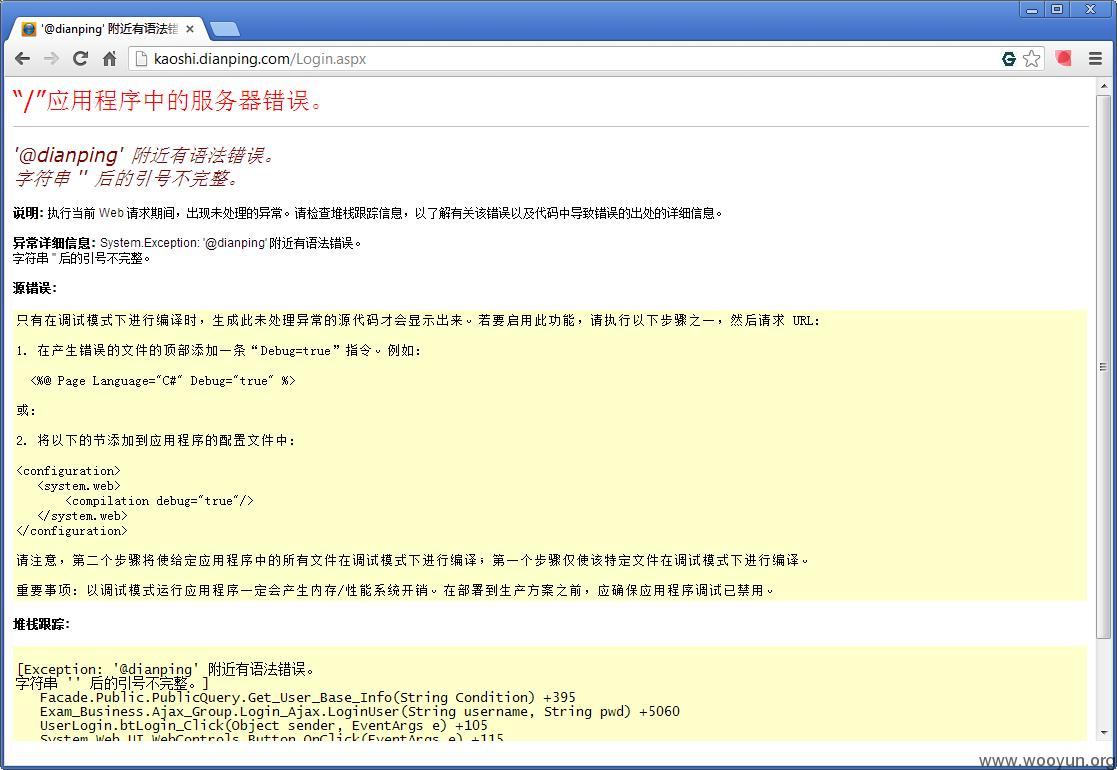 '@dianping' 附近有语法错
kaoshi.dianping.com/Login.aspx
“/”应用程序中的服务器错误。
'@dianping' 附近有语法错误。
字符串 '' 后的引号不完整。
说明: 执行当前 Web 请求期间，出现未处理的异常。请检查堆栈跟踪信息，以了解有关该错误以及代码中导致错误的出处的详细信息。
异常详细信息: System.Exception: '@dianping' 附近有语法错误。
字符串 '' 后的引号不完整。
源错误:
只有在调试模式下进行编译时，生成此未处理异常的源代码才会显示出来。若要启用此功能，请执行以下步骤之一，然后请求 URL:
1. 在产生错误的文件的顶部添加一条“Debug=true”指令。例如:
<%@ Page Language="C#" Debug="true" %>
或:
2. 将以下的节添加到应用程序的配置文件中:
<configuration>
<system.web>
<compilation debug="true"/>
</system.web>
</configuration>
请注意，第二个步骤将使给定应用程序中的所有文件在调试模式下进行编译；第一个步骤仅使该特定文件在调试模式下进行编译。
重要事项: 以调试模式运行应用程序一定会产生内存/性能系统开销。在部署到生产方案之前，应确保应用程序调试已禁用。
堆栈跟踪:
[Exception: '@dianping' 附近有语法错误。
字符串 '' 后的引号不完整。]
Facade.Public.PublicQuery.Get_User_Base_Info(String Condition) +395
Exam_Business.Ajax_Group.Login_Ajax.LoginUser(String username, String pwd) +5060
UserLogin.btLogin_Click(Object sender, EventArgs e) +105
System.Web.UI.WebControls.Button.OnClick(EventArgs e) +115
www.wooyun.org